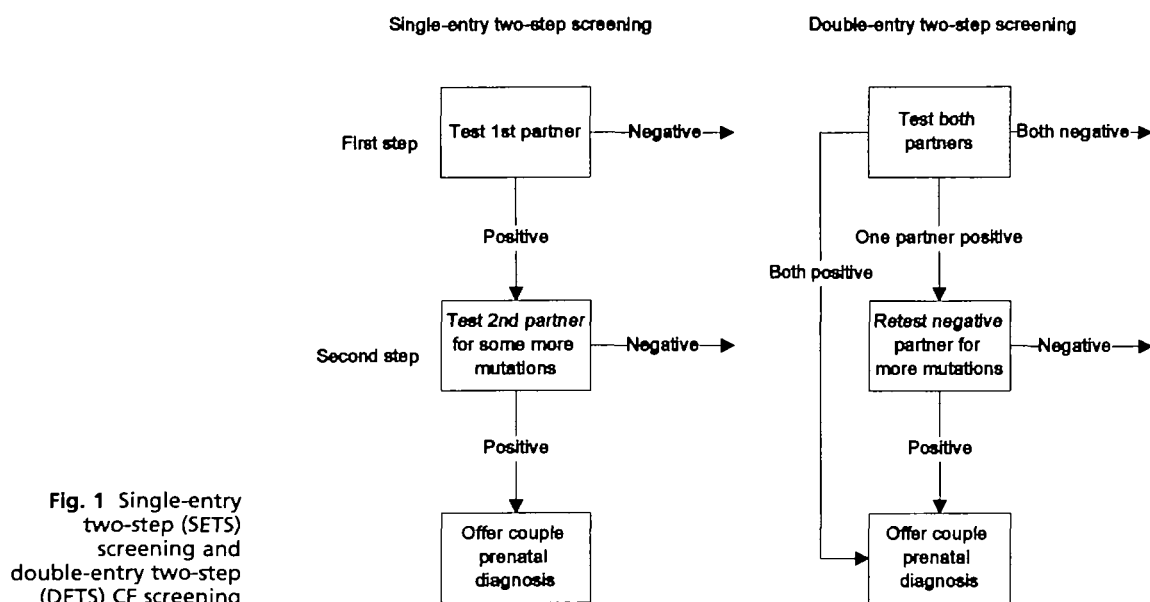 Single-entry two-step screening
Double-entry two-step screening
First step
Test 1st partner
Negative
Test both
partners
Both negative
Positive
One partner positive
Both positive
Second step
Test 2nd partner
for some more
mutations
Negative
Retest negative
partner for
more mutations
Negative
Positive
Positive
Offer couple
prenatal
diagnosis
Offer couple
prenatal
diagnosis
Fig. 1 Single-entry
two-step (SETS)
screening and
double-entry two-step
(DETS) CF screening